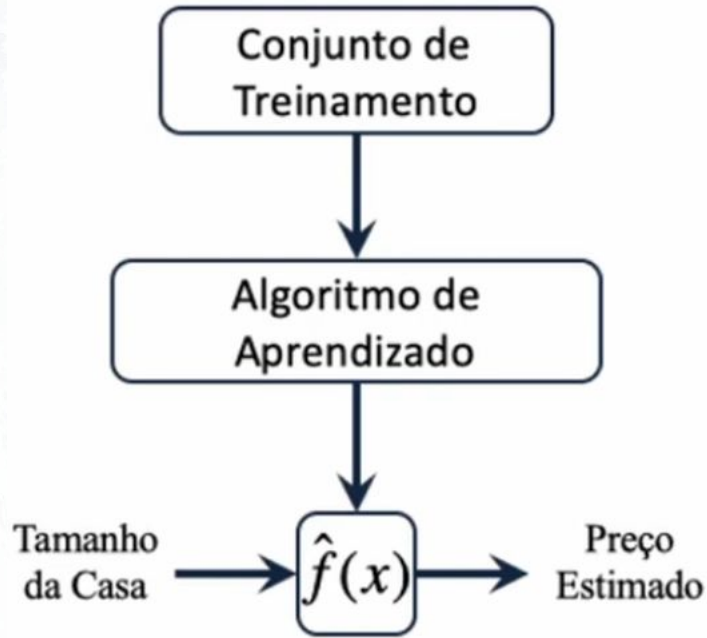 Conjunto de
Treinamento
Algoritmo de
Aprendizado
Tamanho
da Casa
f̂(x)
Preço
Estimado